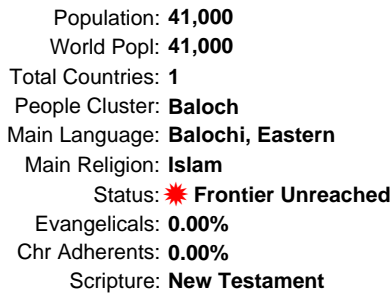 Population: 41,000
World Popl: 41,000
Total Countries: 1
People Cluster: Baloch
Main Language: Balochi, Eastern
Main Religion: Islam
Status: Frontier Unreached
Evangelicals: 0.00%
Chr Adherents: 0.00%
Scripture: New Testament